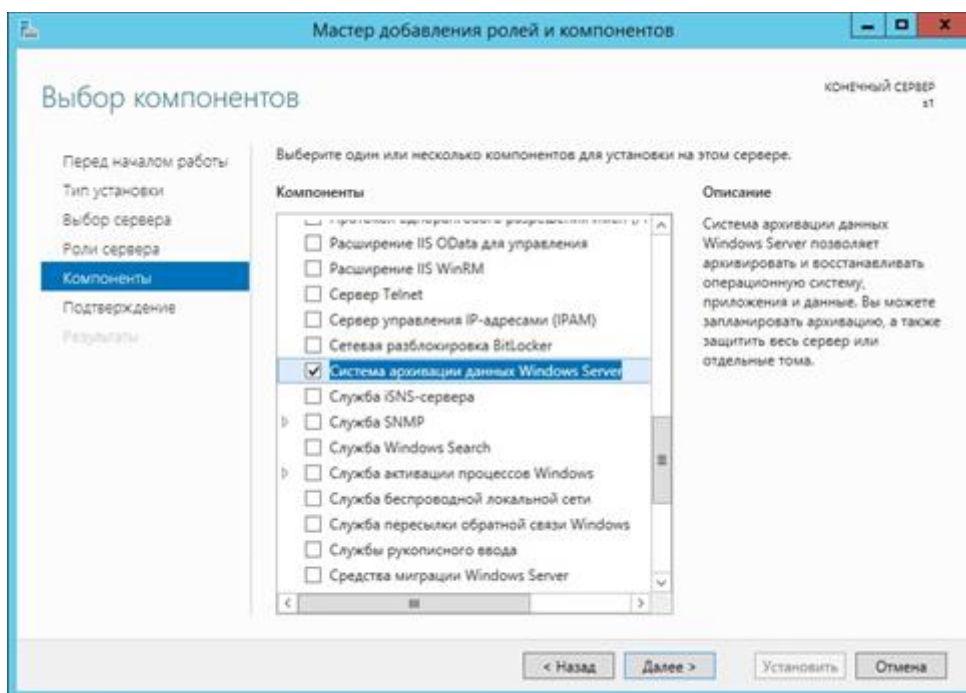 Мастер добавления ролей и компонентов
Выбор компонентов
КОНЕЧНЫЙ СЕРВЕР
s1
Перед началом работы
Тип установки
Выбор сервера
Роли сервера
Компоненты
Подтверждение
Результаты
Выберите один или несколько компонентов для установки на этом сервере.
Компоненты
Расширение IIS OData для управления
Расширение IIS WinRM
Сервер Telnet
Сервер управления IP-адресами (IPAM)
Сетевая разблокировка BitLocker
Система архивации данных Windows Server
Служба iSNS-сервера
Служба SNMP
Служба Windows Search
Служба активации процессов Windows
Служба беспроводной локальной сети
Служба пересылки обратной связи Windows
Службы рукописного ввода
Средства миграции Windows Server
Описание
Система архивации данных
Windows Server позволяет
архивировать и восстанавливать
операционную систему,
приложения и данные. Вы можете
запланировать архивацию, а также
защитить весь сервер или
отдельные тома.
< Назад
Далее >
Установить
Отмена